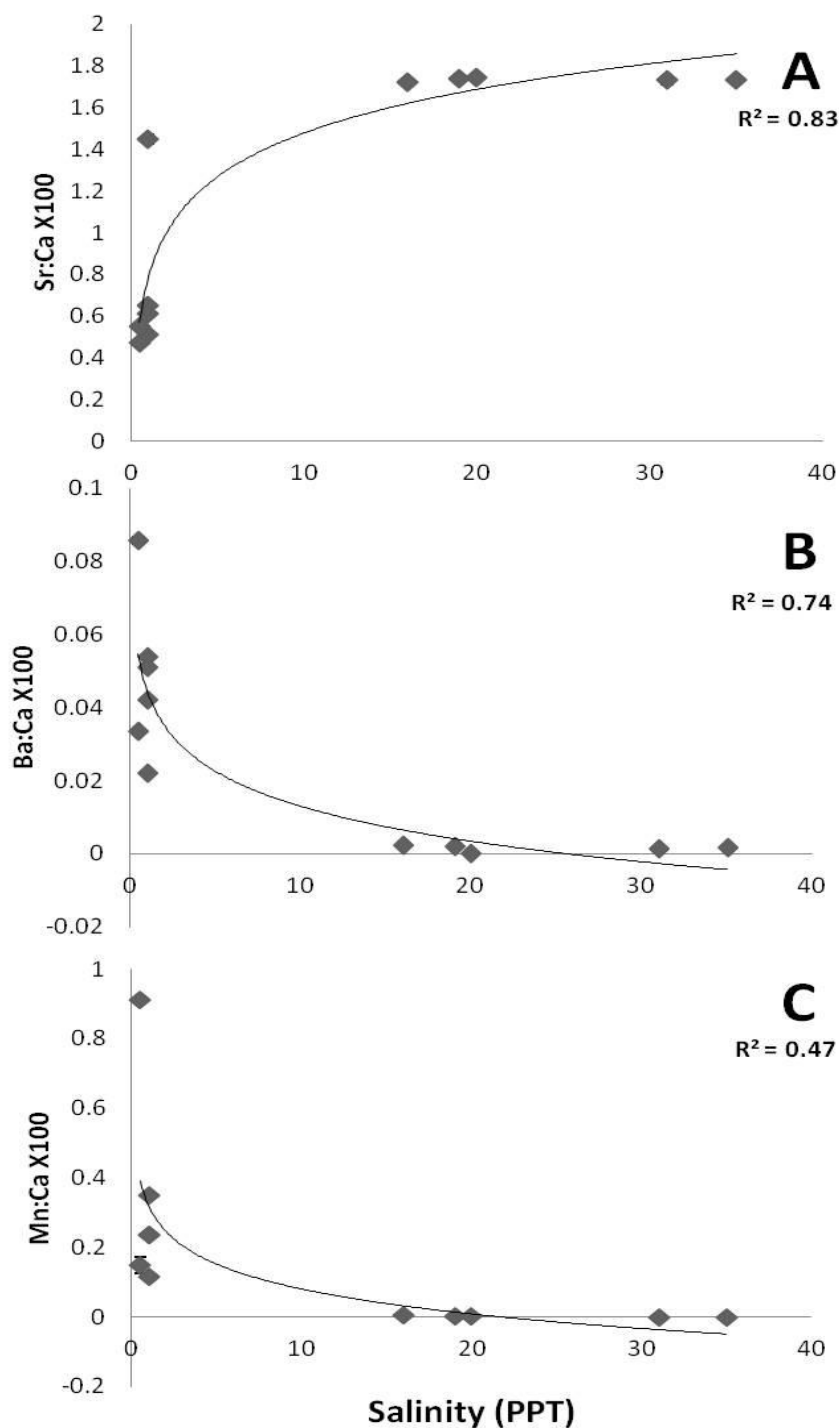 2
1.8
1.6
1.4
1.2
1
0.8
0.6
0.4
0.2
0
Sr:Ca X100
A
R² = 0.83
0 10 20 30 40
0.1
0.08
0.06
0.04
0.02
0
-0.02
Ba:Ca X100
B
R² = 0.74
0 10 20 30 40
1
0.8
0.6
0.4
0.2
0
-0.2
Mn:Ca X100
C
R² = 0.47
0 10 20 30 40
Salinity (PPT)